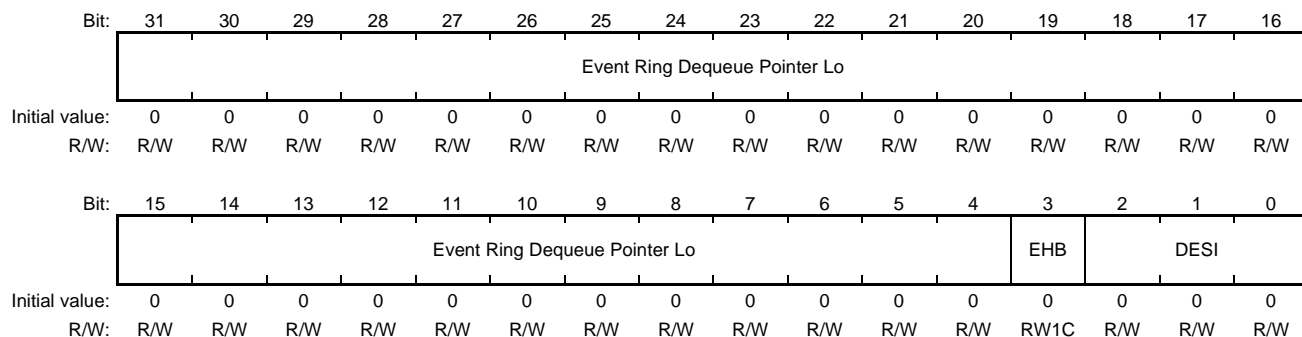 Bit: 31 30 29 28 27 26 25 24 23 22 21 20 19 18 17 16
Event Ring Dequeue Pointer Lo
Initial value: 0 0 0 0 0 0 0 0 0 0 0 0 0 0 0 0
R/W: R/W R/W R/W R/W R/W R/W R/W R/W R/W R/W R/W R/W R/W R/W R/W R/W
Bit: 15 14 13 12 11 10 9 8 7 6 5 4 3 2 1 0
Event Ring Dequeue Pointer Lo EHB DESI
Initial value: 0 0 0 0 0 0 0 0 0 0 0 0 0 0 0 0
R/W: R/W R/W R/W R/W R/W R/W R/W R/W R/W R/W R/W R/W RW1C R/W R/W R/W